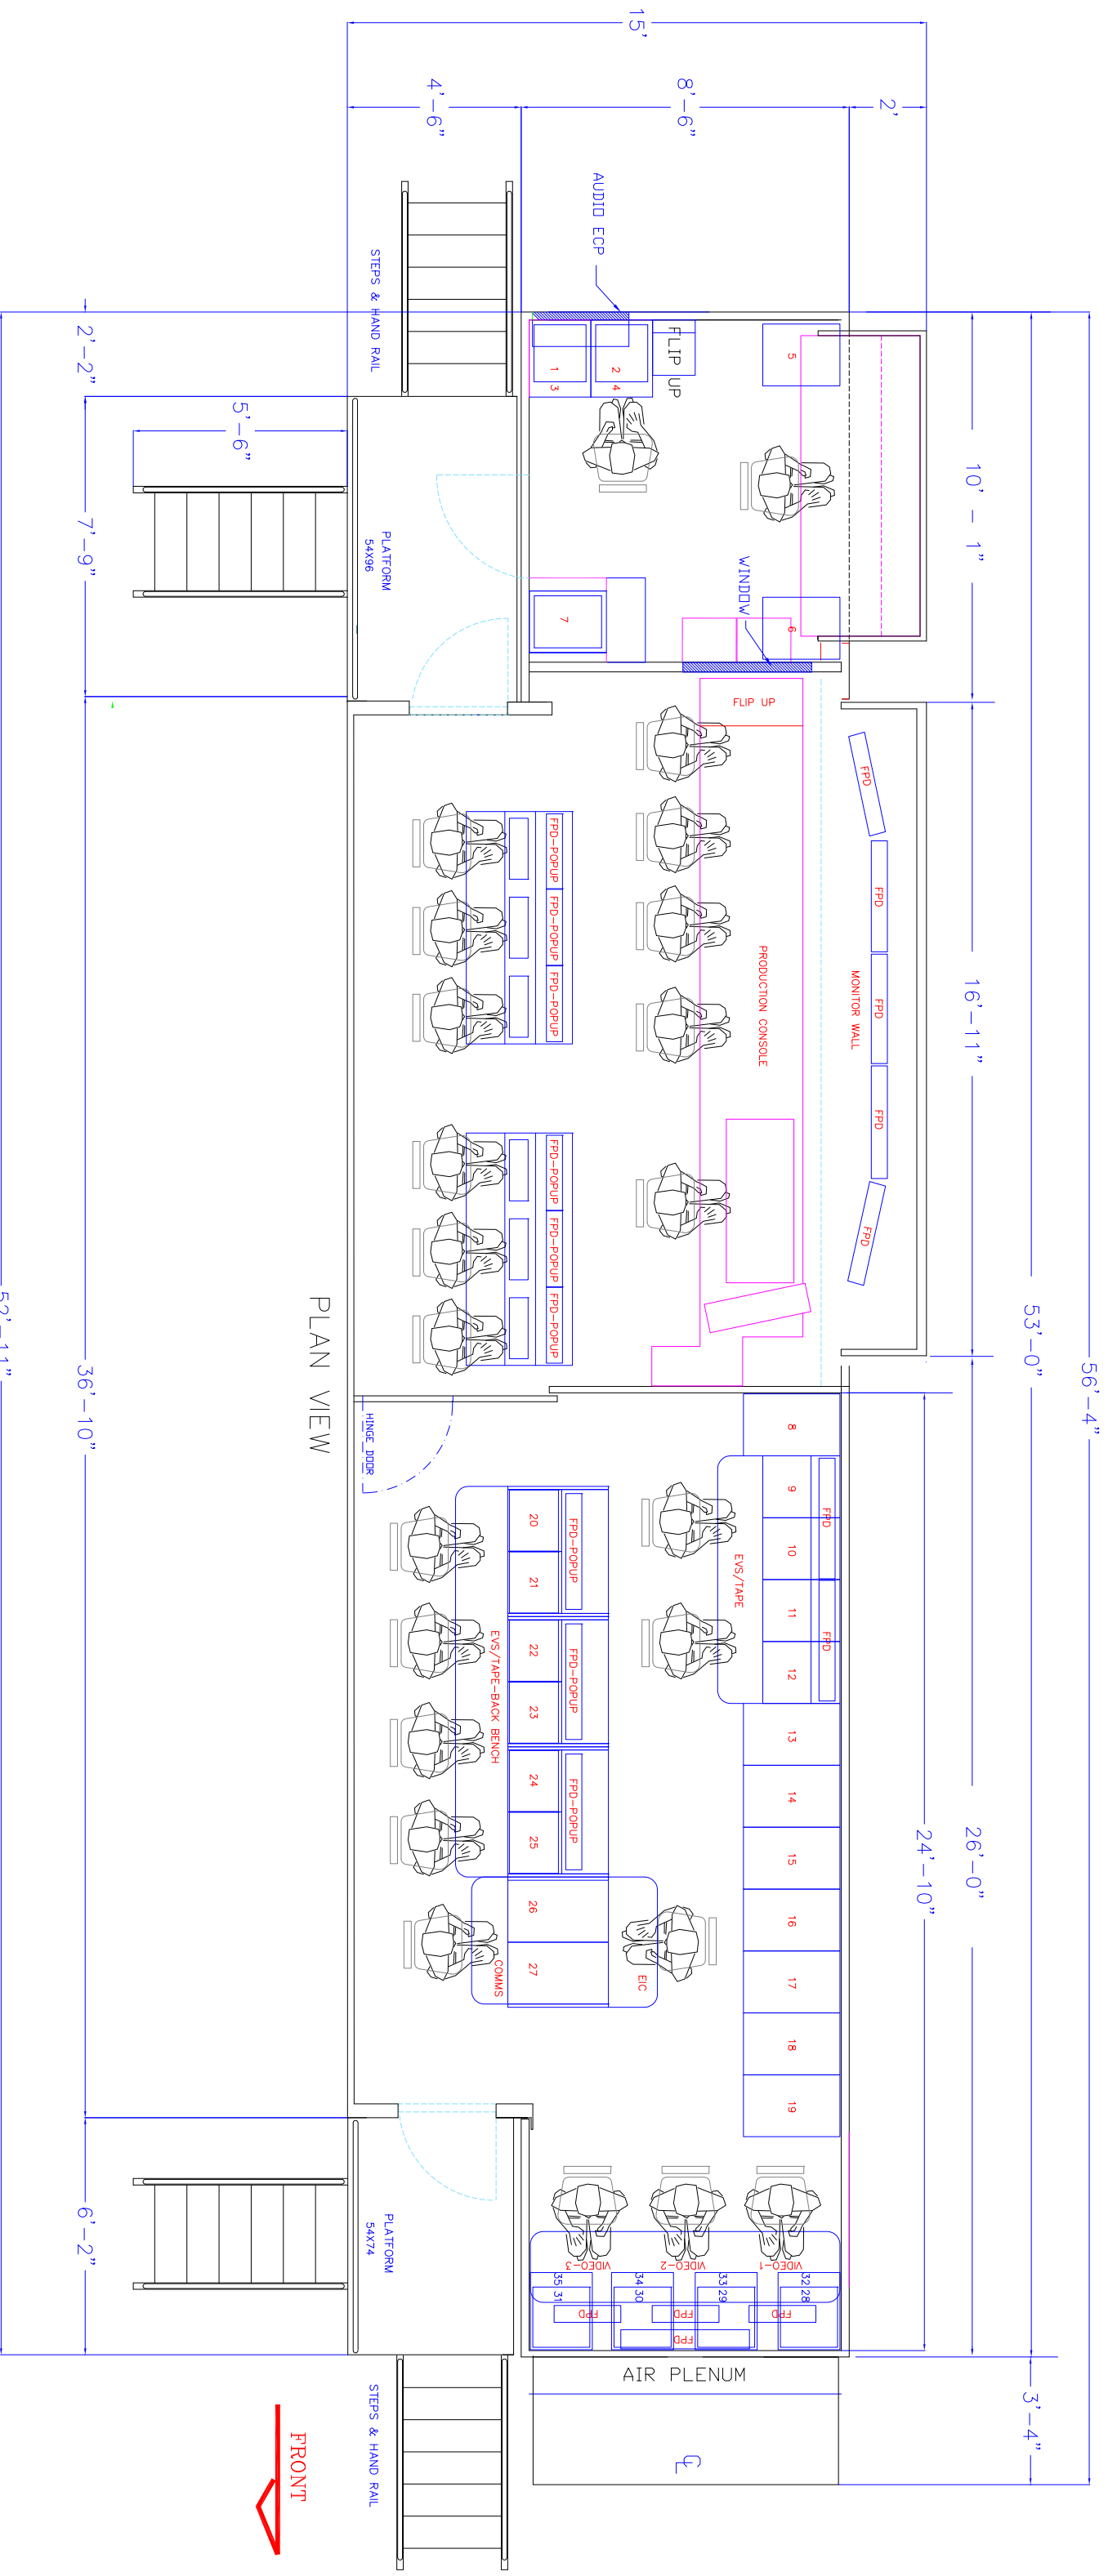 56'-4"
53'-0"
3'-4"
10' - 1"
16'-11"
26'-0"
24'-10"
15'
2'
8'-6"
4'-6"
AUDIO ECP
FLIP UP
5
2 4
1 3
6
7
WINDOW
FLIP UP
FPD
FPD
FPD
FPD
FPD
MONITOR WALL
PRODUCTION CONSOLE
FPD-POPUP
FPD-POPUP
FPD-POPUP
FPD-POPUP
FPD-POPUP
FPD-POPUP
8
9
10
11
12
13
14
15
16
17
18
19
FPD
FPD
EVS/TAPE
FPD-POPUP
FPD-POPUP
FPD-POPUP
20
21
22
23
24
25
26
27
EVS/TAPE-BACK BENCH
EIC
COMMS
HINGE DOOR
VIDEO-1
VIDEO-2
VIDEO-3
32 28
33 29
34 30
35 31
FPD
FPD
FPD
FPD
AIR PLENUM
CL
STEPS & HAND RAIL
PLATFORM
54X96
PLATFORM
54X74
STEPS & HAND RAIL
5'-6"
PLAN VIEW
FRONT
2'-2"
7'-9"
36'-10"
6'-2"
52'-11"